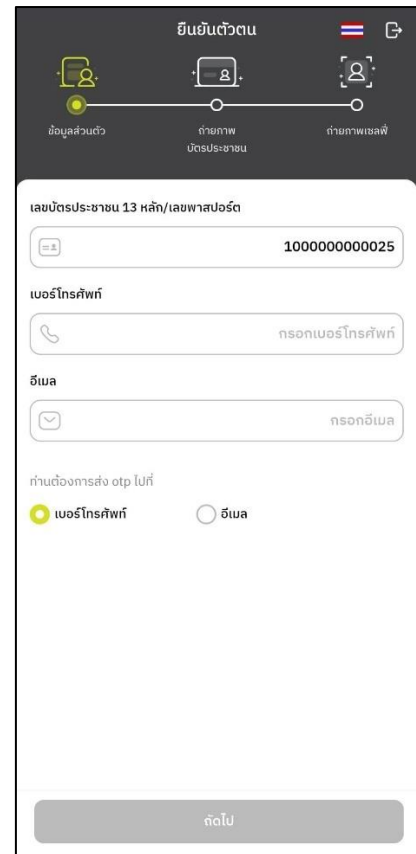 ยืนยันตัวตน
ข้อมูลส่วนตัว
ถ่ายภาพ
บัตรประชาชน
ถ่ายภาพเซลฟี่
เลขบัตรประชาชน 13 หลัก/เลขพาสปอร์ต
1000000000025
เบอร์โทรศัพท์
กรอกเบอร์โทรศัพท์
อีเมล
กรอกอีเมล
ท่านต้องการส่ง otp ไปที่
เบอร์โทรศัพท์ อีเมล
ถัดไป